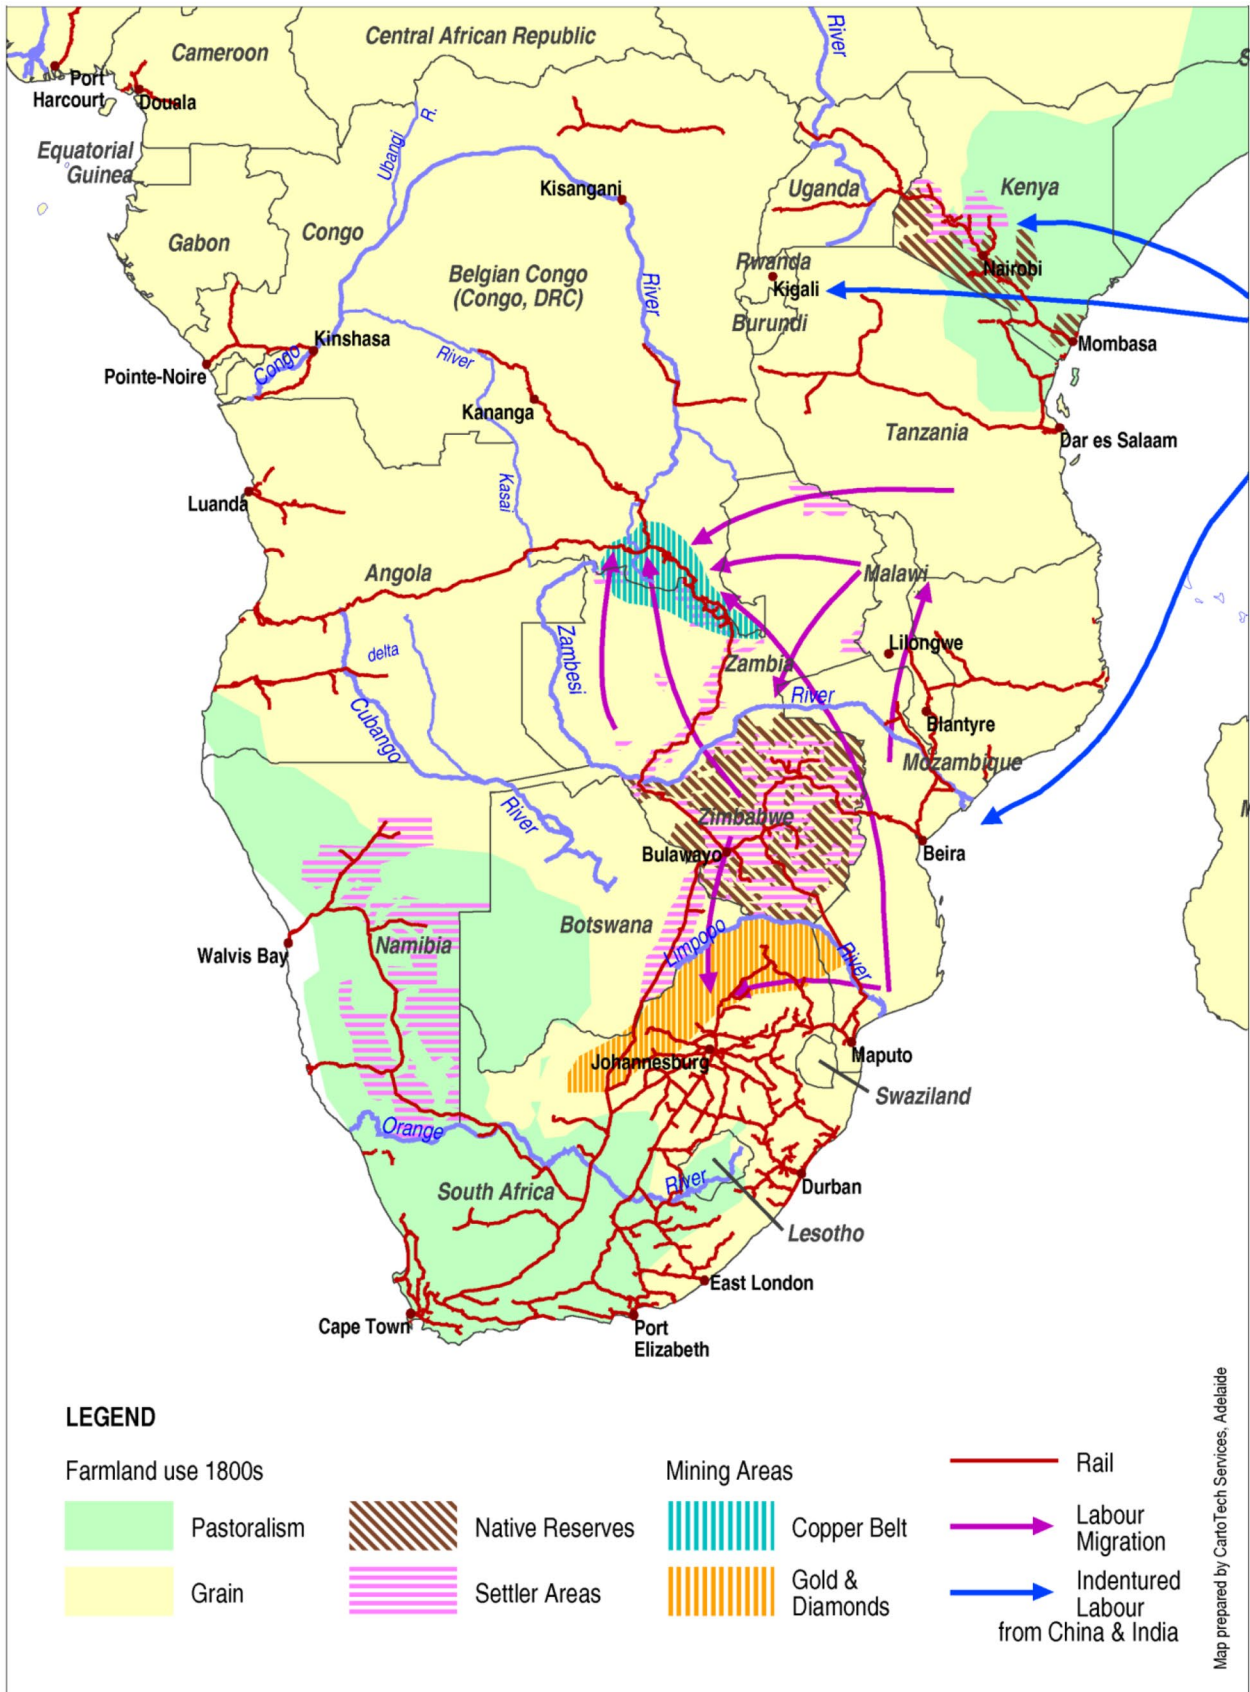 Cameroon
Central African Republic
River
S
Port
Harcourt
Douala
Ubangi
R.
Equatorial
Guinea
Kisangani
Uganda
Kenya
Gabon
Congo
Belgian Congo
(Congo, DRC)
River
Rwanda
Kigali
Nairobi
Burundi
Kinshasa
Congo
River
Mombasa
Pointe-Noire
Kananga
Tanzania
Dar es Salaam
Luanda
Kasai
Angola
Malawi
Zambesi
delta
Lilongwe
Zambia
River
Cubango
Blantyre
Mozambique
River
Zimbabwe
M
Bulawayo
Beira
Botswana
Limpopo
River
Walvis Bay
Namibia
Johannesburg
Maputo
Swaziland
Orange
South Africa
River
Durban
Lesotho
East London
Cape Town
Port
Elizabeth
LEGEND
Farmland use 1800s
Mining Areas
Rail
Pastoralism
Native Reserves
Copper Belt
Labour
Migration
Grain
Settler Areas
Gold &
Diamonds
Indentured
Labour
from China & India
Map prepared by CartoTech Services, Adelaide